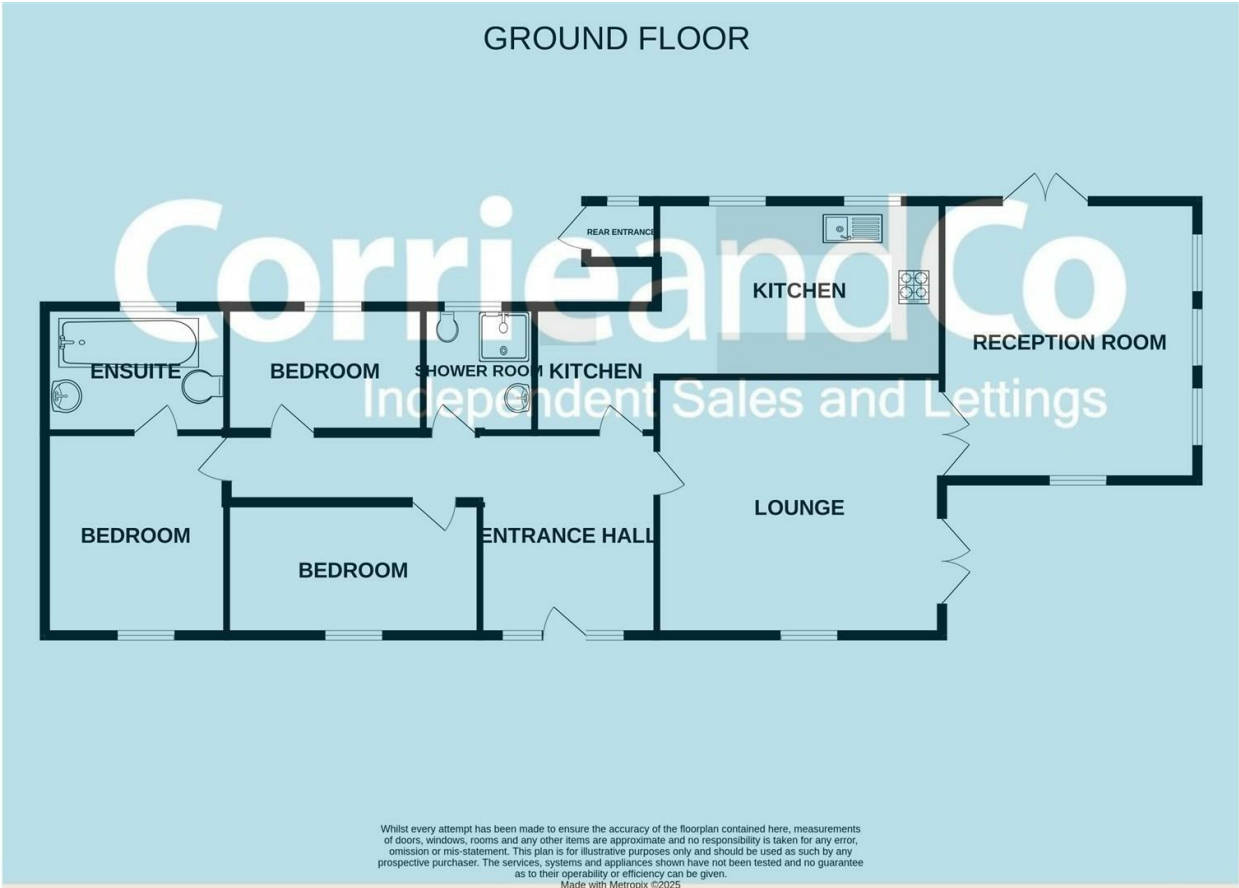 GROUND FLOOR
CorrieandCo
Independent Sales and Lettings
REAR ENTRANCE
KITCHEN
RECEPTION ROOM
ENSUITE
BEDROOM
SHOWER ROOM
KITCHEN
LOUNGE
BEDROOM
ENTRANCE HALL
BEDROOM
Whilst every attempt has been made to ensure the accuracy of the floorplan contained here, measurements
of doors, windows, rooms and any other items are approximate and no responsibility is taken for any error,
omission or mis-statement. This plan is for illustrative purposes only and should be used as such by any
prospective purchaser. The services, systems and appliances shown have not been tested and no guarantee
as to their operability or efficiency can be given.
Made with Metropix ©2025